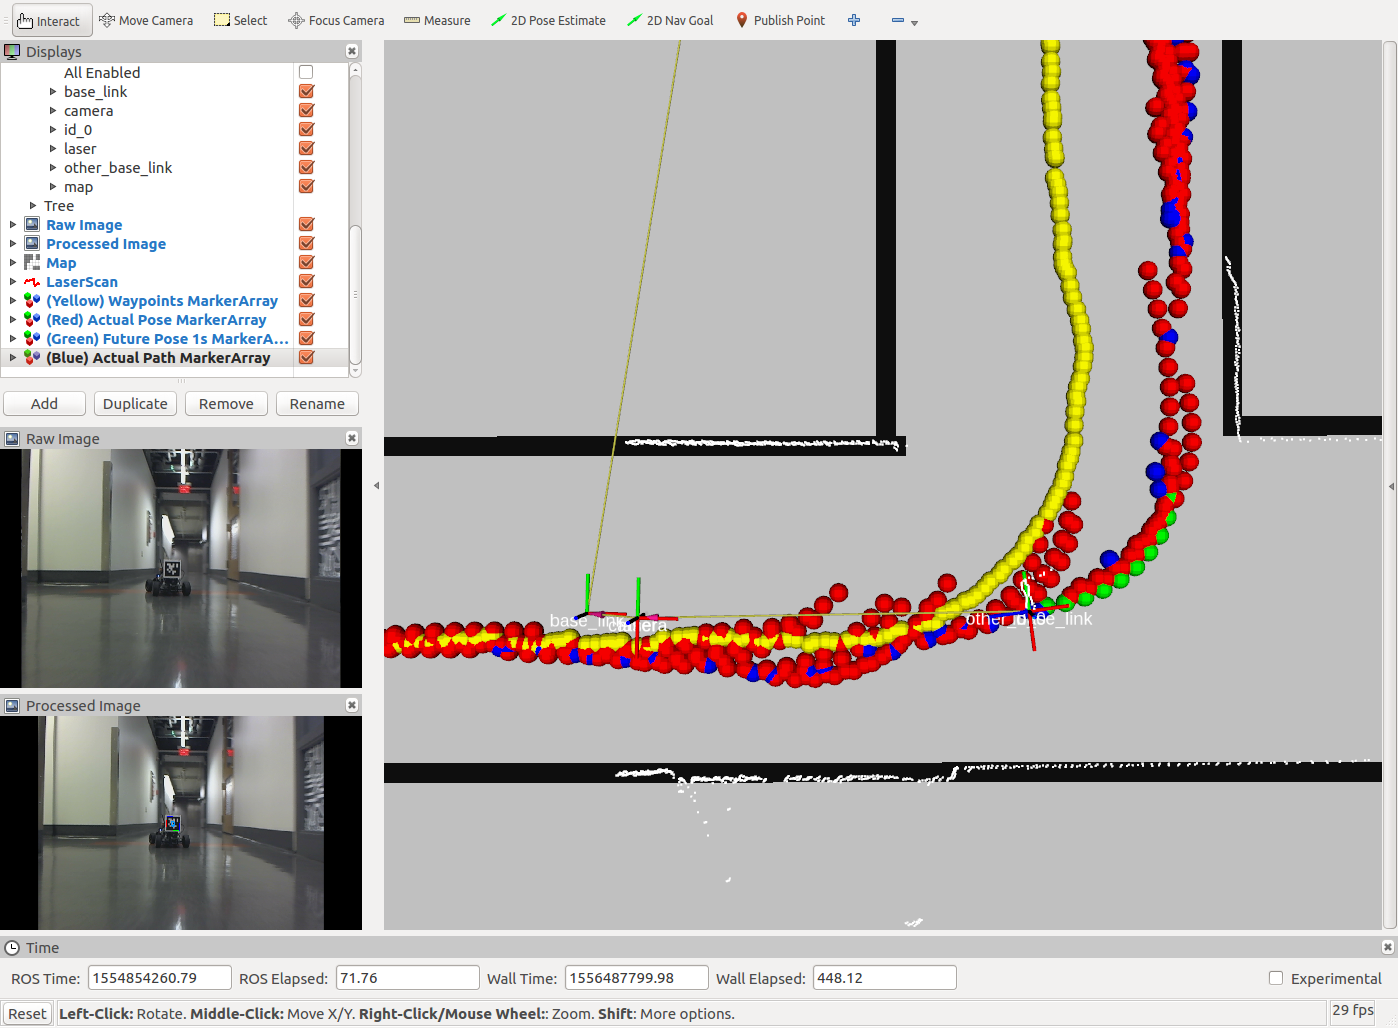 Interact Move Camera Select Focus Camera Measure 2D Pose Estimate 2D Nav Goal Publish Point
Displays
All Enabled
base_link
camera
id_0
laser
other_base_link
map
Tree
Raw Image
Processed Image
Map
LaserScan
(Yellow) Waypoints MarkerArray
(Red) Actual Pose MarkerArray
(Green) Future Pose 1s MarkerA...
(Blue) Actual Path MarkerArray
Add Duplicate Remove Rename
Raw Image
Processed Image
Time
ROS Time: 1554854260.79 ROS Elapsed: 71.76 Wall Time: 1556487799.98 Wall Elapsed: 448.12 Experimental
Reset Left-Click: Rotate. Middle-Click: Move X/Y. Right-Click/Mouse Wheel:: Zoom. Shift: More options. 29 fps